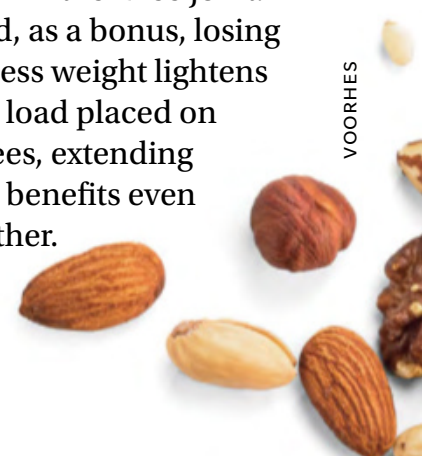 d, as a bonus, losing
ess weight lightens
load placed on
ees, extending
benefits even
ther.
VOORHES